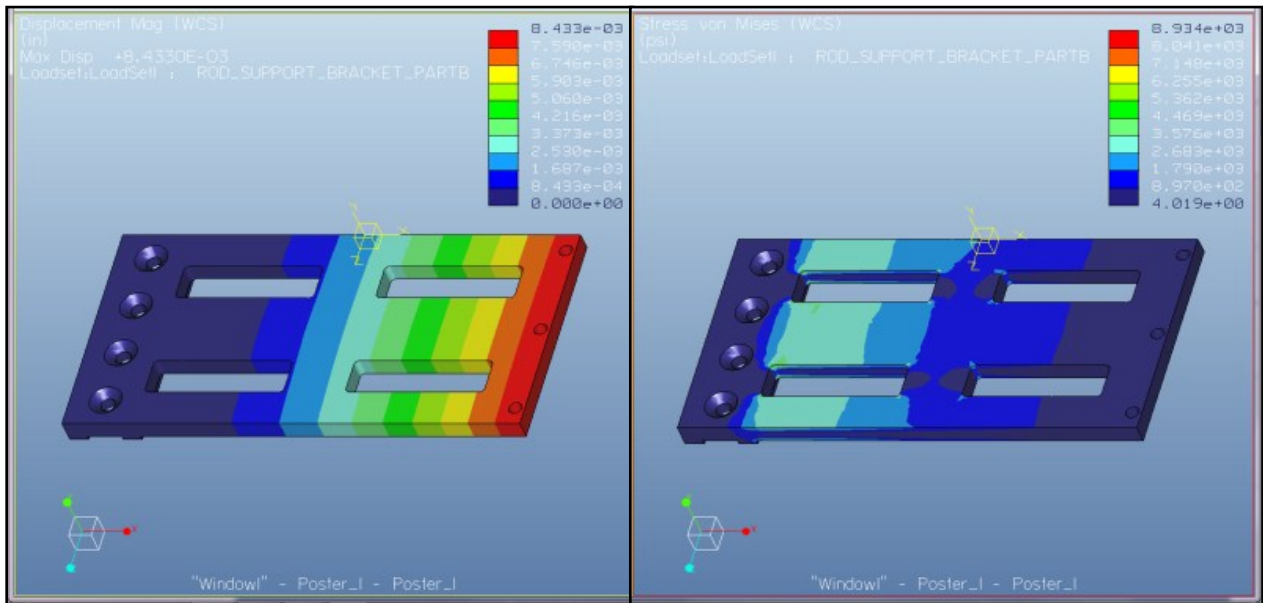 Displacement Mag (WCS)
(in)
Max Disp +8.4330E-03
Loadset:LoadSet1 : ROD_SUPPORT_BRACKET_PARTB
8.433e-03
7.590e-03
6.746e-03
5.903e-03
5.060e-03
4.216e-03
3.373e-03
2.530e-03
1.687e-03
8.433e-04
0.000e+00
"Window1" - Poster_1 - Poster_1
Stress von Mises (WCS)
(psi)
Loadset:LoadSet1 : ROD_SUPPORT_BRACKET_PARTB
8.934e+03
8.041e+03
7.148e+03
6.255e+03
5.362e+03
4.469e+03
3.576e+03
2.683e+03
1.790e+03
8.970e+02
4.019e+00
"Window1" - Poster_1 - Poster_1